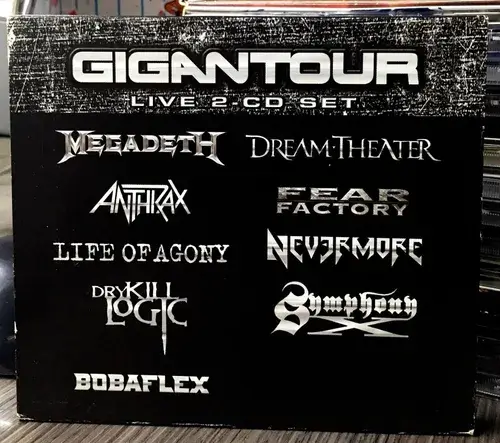 GIGANTOUR
LIVE 2-CD SET
MEGADETH
DREAM THEATER
ANTHRAX
FEAR
FACTORY
LIFE OF AGONY
NEVERMORE
DRY KILL
LOGIC
Symphony
X
BOBAFLEX